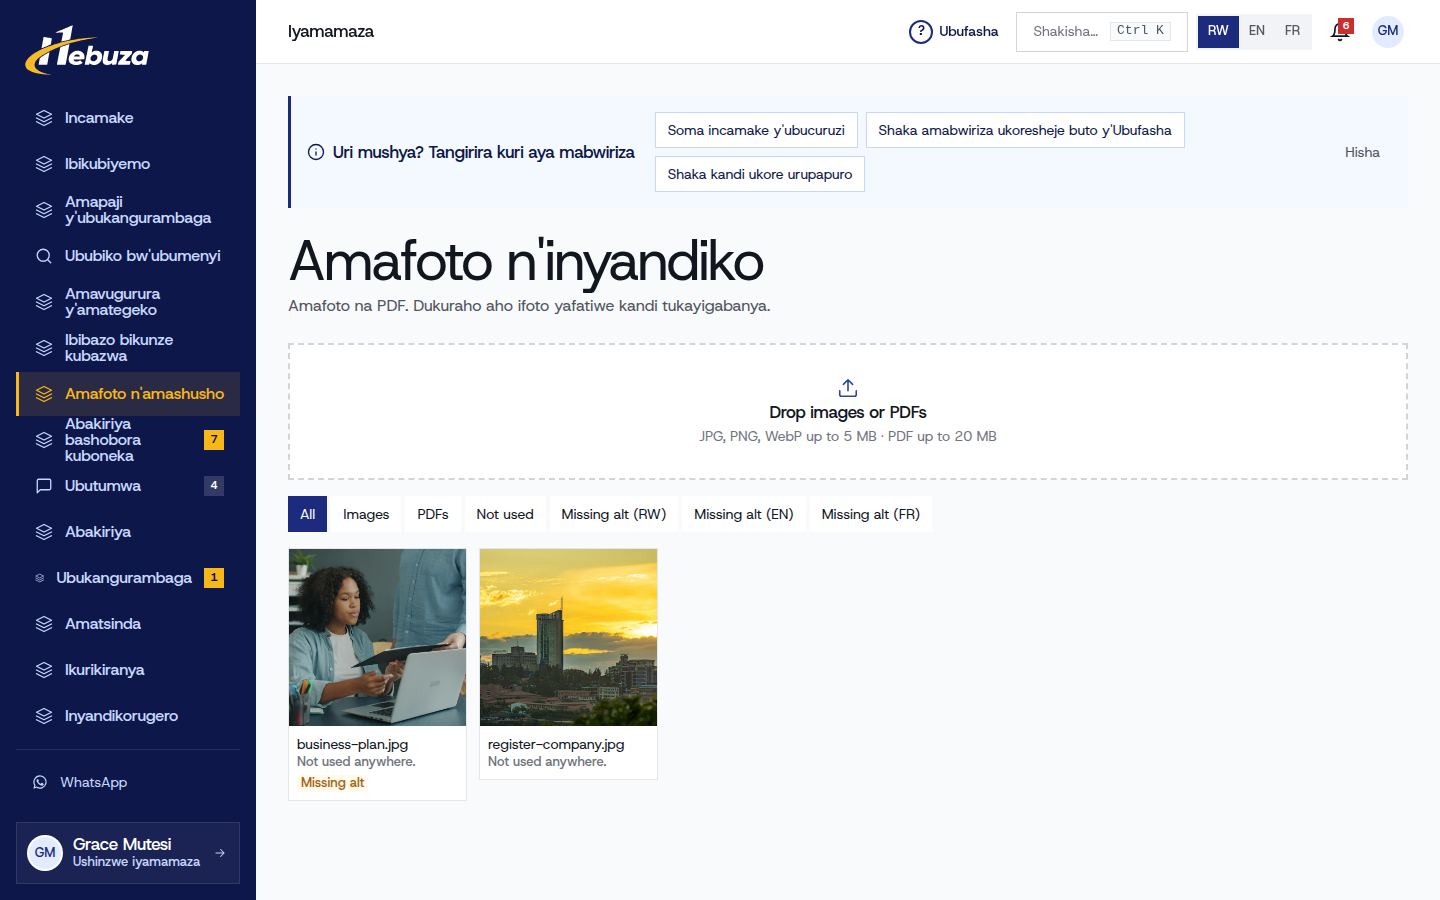 Hebuza
Incamake
Ibikubiyemo
Amapaji
y'ubukangurambaga
Ububiko bw'ubumenyi
Amavugurura
y'amategeko
Ibibazo bikunze
kubazwa
Amafoto n'amashusho
Abakiriya
bashobora
kuboneka
7
Ubutumwa
4
Abakiriya
Ubukangurambaga
1
Amatsinda
Ikurikiranya
Inyandikorugero
WhatsApp
GM
Grace Mutesi
Ushinzwe iyamamaza
Iyamamaza
? Ubufasha
Shakisha...
Ctrl K
RW
EN
FR
6
GM
Uri mushya? Tangirira kuri aya mabwiriza
Soma incamake y'ubucuruzi
Shaka amabwiriza ukoresheje buto y'Ubufasha
Shaka kandi ukore urupapuro
Hisha
Amafoto n'inyandiko
Amafoto na PDF. Dukuraho aho ifoto yafatiwe kandi tukayigabanya.
Drop images or PDFs
JPG, PNG, WebP up to 5 MB · PDF up to 20 MB
All
Images
PDFs
Not used
Missing alt (RW)
Missing alt (EN)
Missing alt (FR)
business-plan.jpg
Not used anywhere.
Missing alt
register-company.jpg
Not used anywhere.